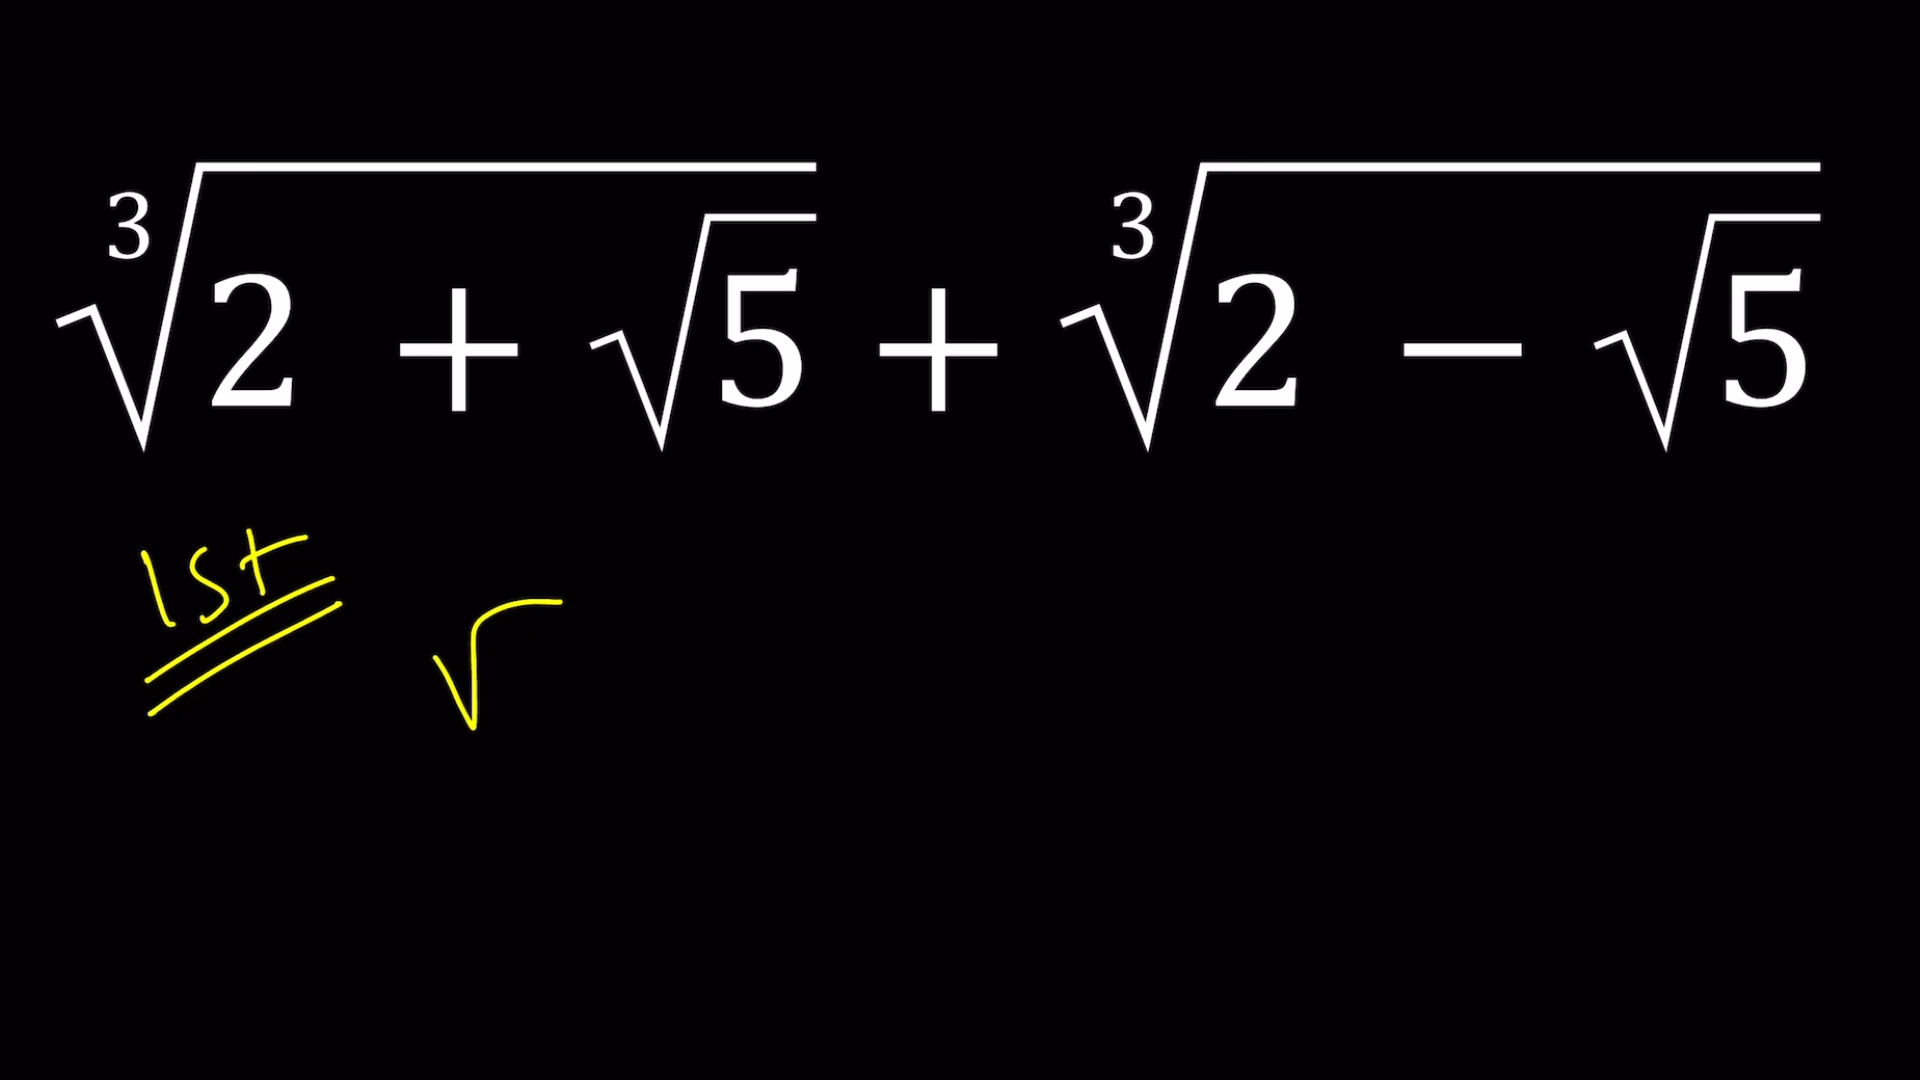 ∛(2 + √5) + ∛(2 − √5)
1st √